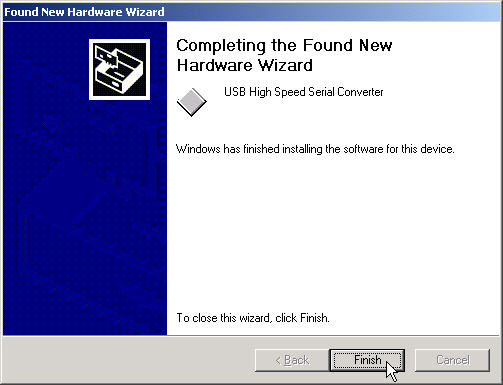 Found New Hardware Wizard
Completing the Found New
Hardware Wizard
USB High Speed Serial Converter
Windows has finished installing the software for this device.
To close this wizard, click Finish.
< Back
Finish
Cancel